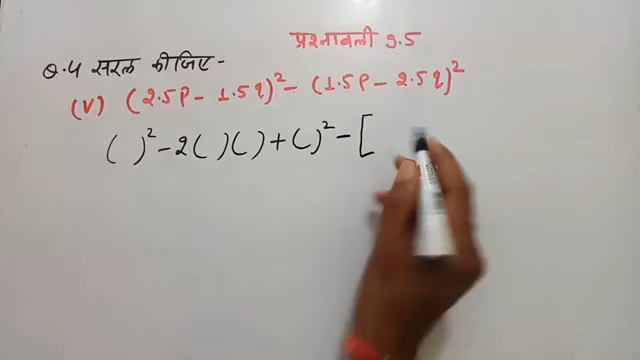 प्रश्नावली 9.5
Q.4 सरल कीजिए-
(v) (2.5p - 1.5q)² - (1.5p - 2.5q)²
( )² - 2( )( ) + ( )² - [